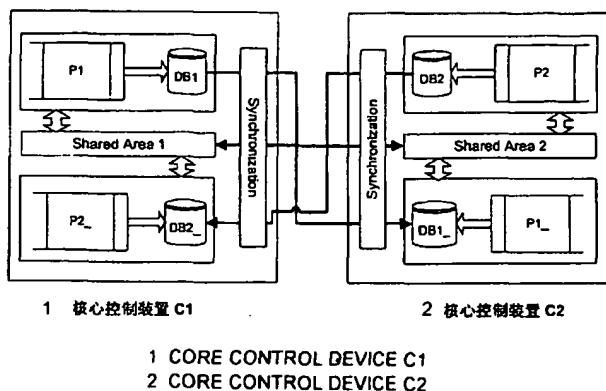 P1
DB1
Synchronization
Shared Area 1
P2_
DB2_
DB2
P2
Synchronization
Shared Area 2
DB1_
P1_
1 核心控制装置 C1
2 核心控制装置 C2
1 CORE CONTROL DEVICE C1
2 CORE CONTROL DEVICE C2